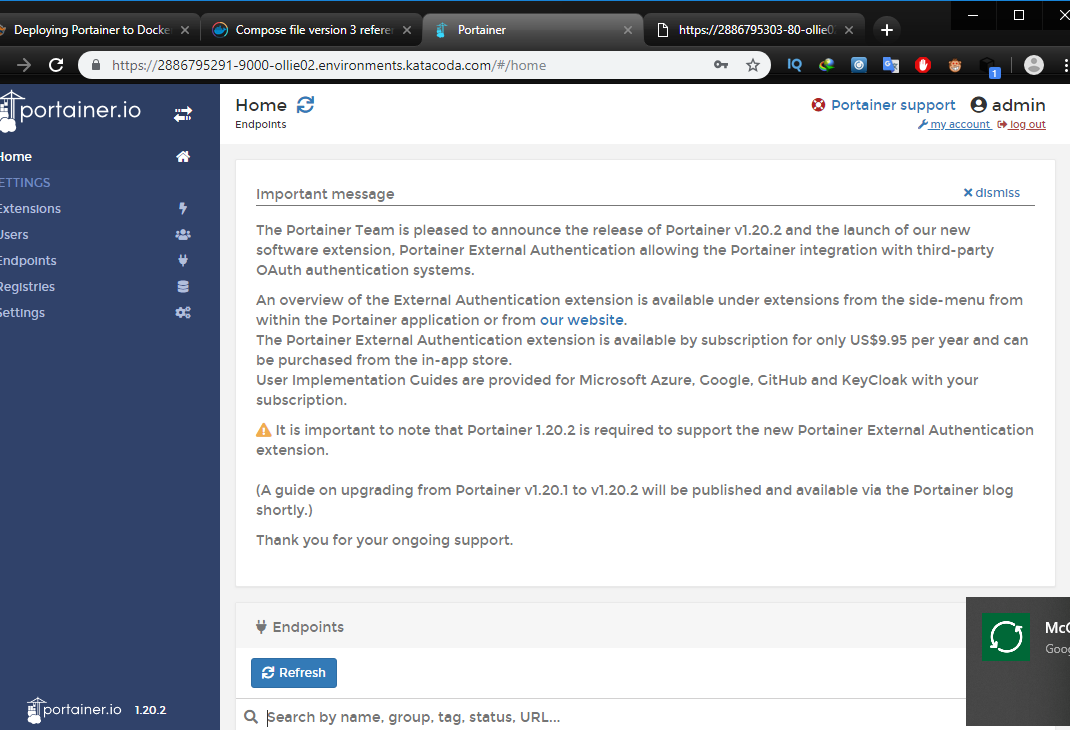 Deploying Portainer to Docke
Compose file version 3 referen
Portainer
https://2886795303-80-ollie0
https://2886795291-9000-ollie02.environments.katacoda.com/#/home
IQ
1
portainer.io
Home
Endpoints
Portainer support
admin
my account
log out
Home
ETTINGS
Extensions
Users
Endpoints
Registries
Settings
Important message
dismiss
The Portainer Team is pleased to announce the release of Portainer v1.20.2 and the launch of our new
software extension, Portainer External Authentication allowing the Portainer integration with third-party
OAuth authentication systems.
An overview of the External Authentication extension is available under extensions from the side-menu from
within the Portainer application or from our website.
The Portainer External Authentication extension is available by subscription for only US$9.95 per year and can
be purchased from the in-app store.
User Implementation Guides are provided for Microsoft Azure, Google, GitHub and KeyCloak with your
subscription.
It is important to note that Portainer 1.20.2 is required to support the new Portainer External Authentication
extension.
(A guide on upgrading from Portainer v1.20.1 to v1.20.2 will be published and available via the Portainer blog
shortly.)
Thank you for your ongoing support.
Endpoints
Refresh
Search by name, group, tag, status, URL...
portainer.io 1.20.2
Goog